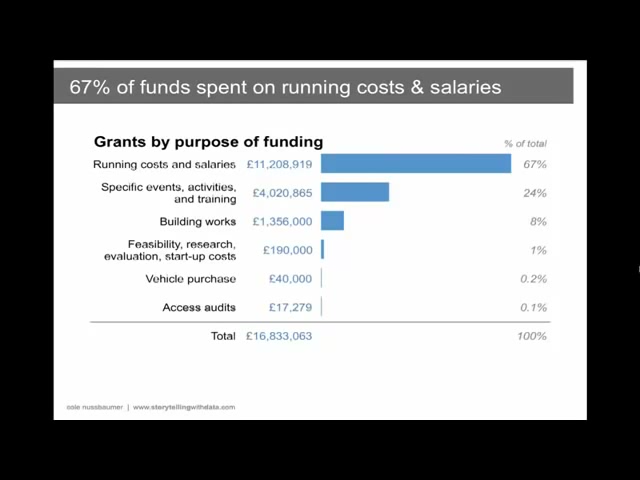 67% of funds spent on running costs & salaries
Grants by purpose of funding
% of total
Running costs and salaries £11,208,919 67%
Specific events, activities,
and training £4,020,865 24%
Building works £1,356,000 8%
Feasibility, research,
evaluation, start-up costs £190,000 1%
Vehicle purchase £40,000 0.2%
Access audits £17,279 0.1%
Total £16,833,063 100%
cole nussbaumer | www.storytellingwithdata.com